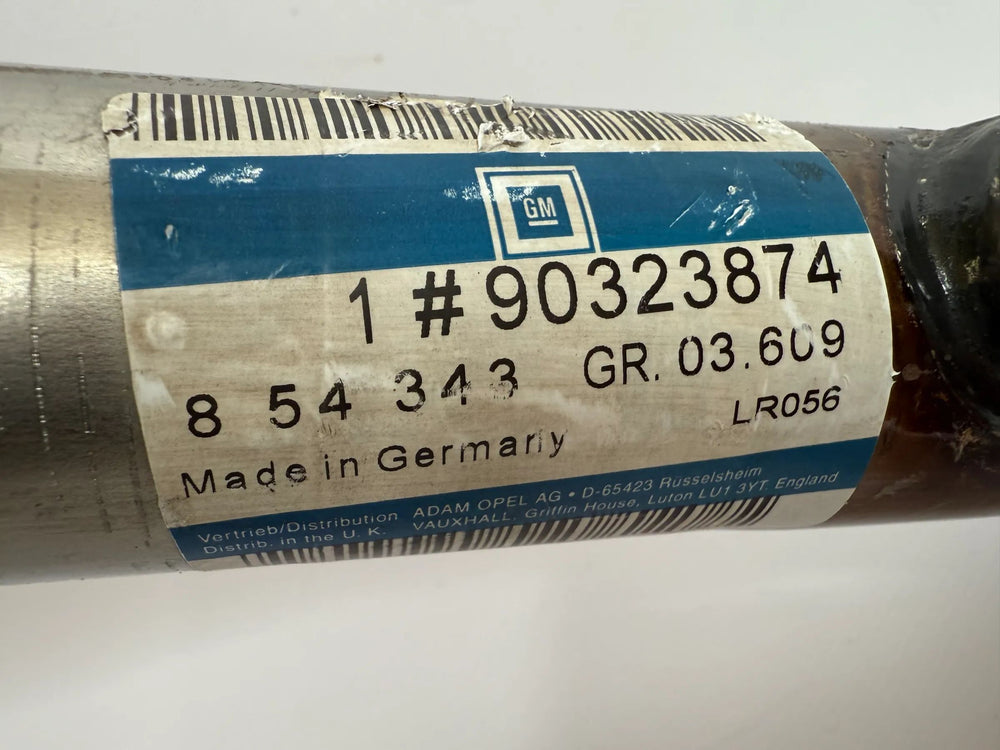 GM
1 #90323874
8 54 343 GR. 03.609
LR056
Made in Germany
Vertrieb/Distribution ADAM OPEL AG • D-65423 Rüsselsheim
Distrib. in the U. K. VAUXHALL. Griffin House, Luton LU1 3YT England